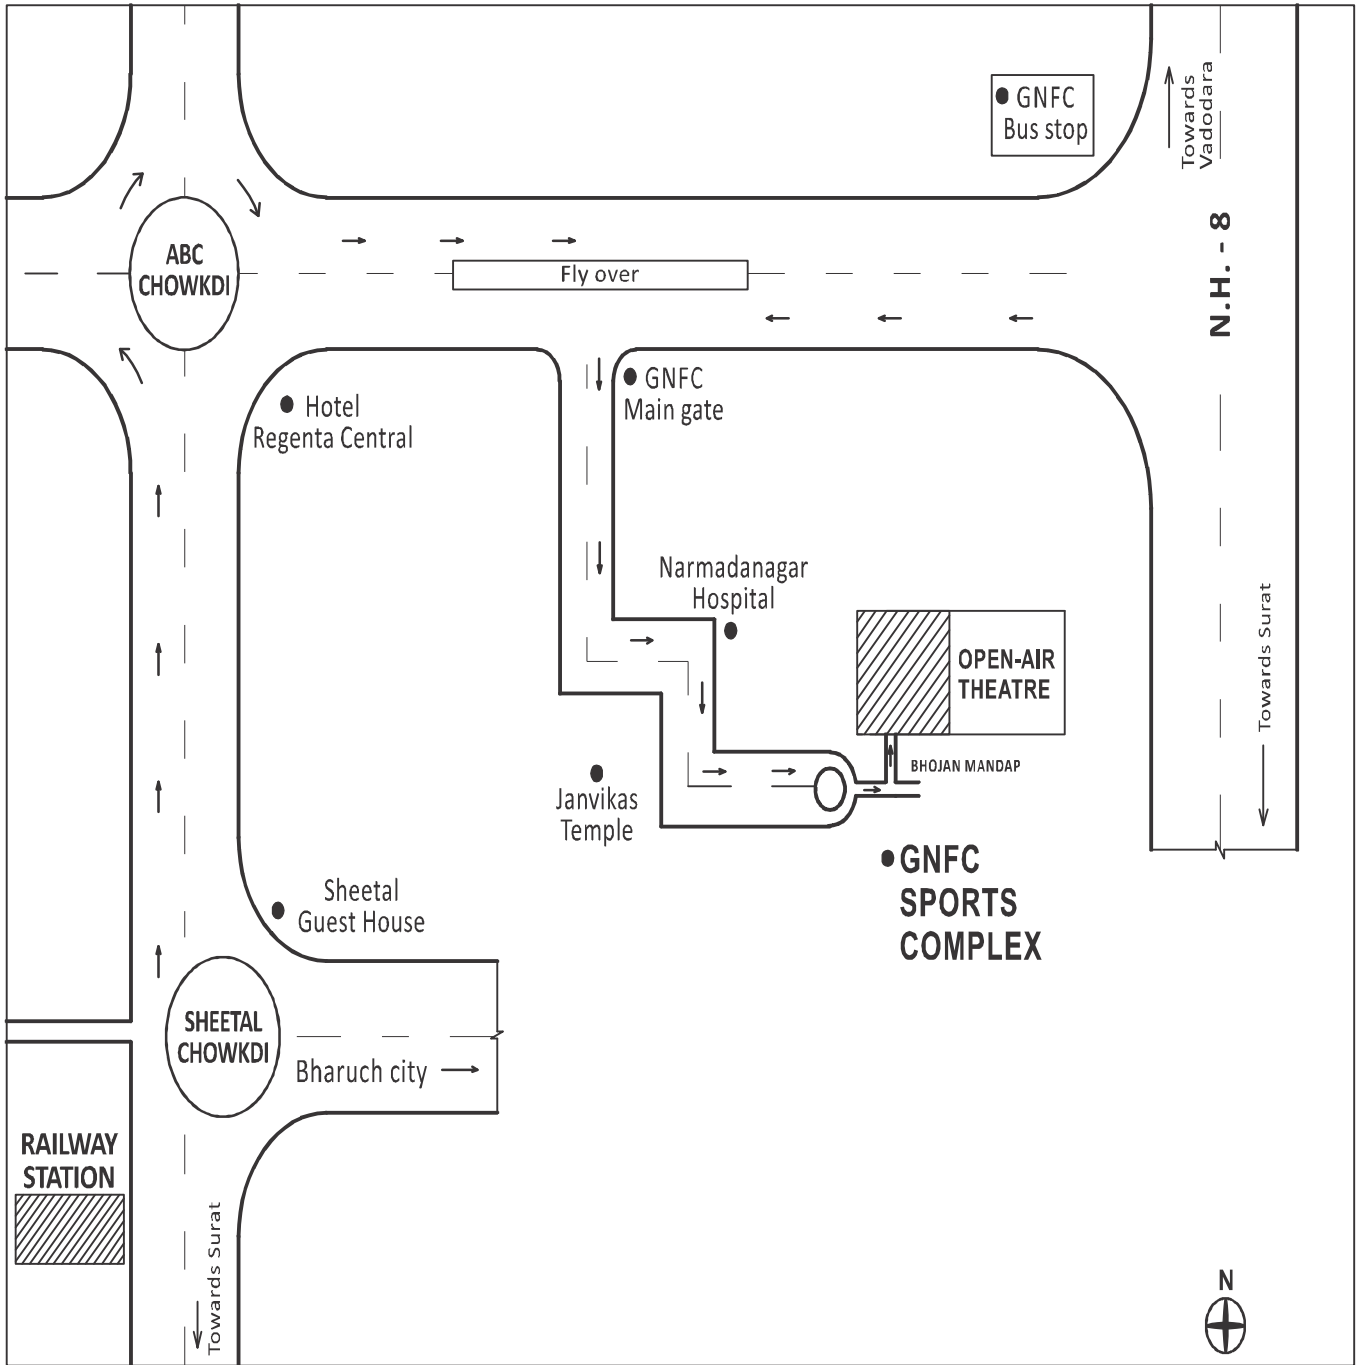 GNFC
Bus stop
Towards
Vadodara
ABC
CHOWKDI
Fly over
N.H. - 8
GNFC
Main gate
Hotel
Regenta Central
Narmadanagar
Hospital
OPEN-AIR
THEATRE
Towards Surat
BHOJAN MANDAP
Janvikas
Temple
GNFC
SPORTS
COMPLEX
Sheetal
Guest House
SHEETAL
CHOWKDI
Bharuch city
RAILWAY
STATION
Towards Surat
N